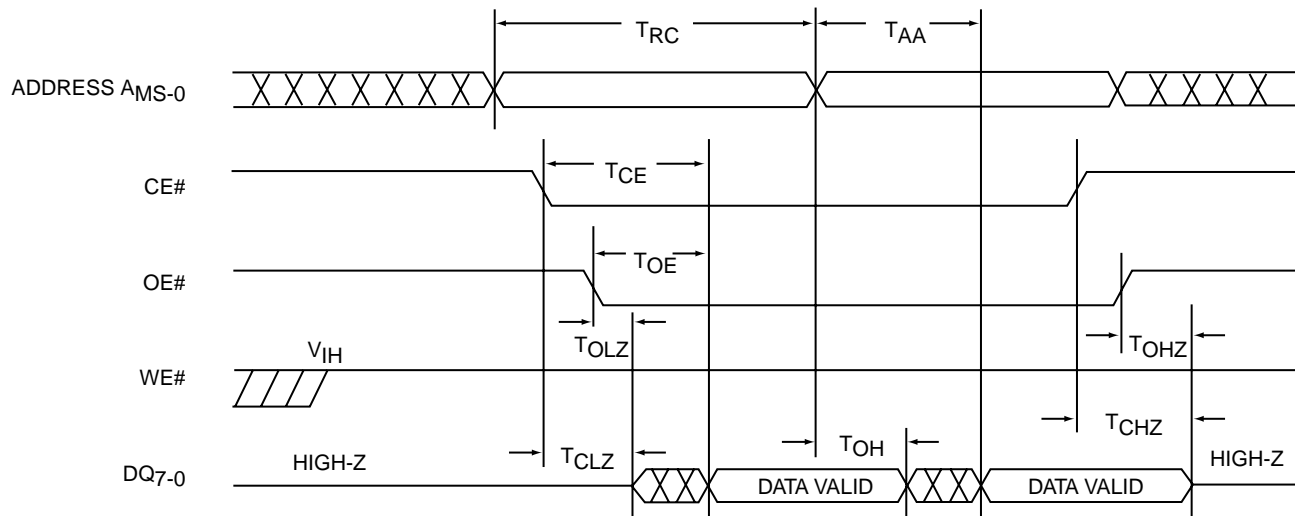 TRC
TAA
ADDRESS AMS-0
TCE
CE#
TOE
OE#
TOLZ
TOHZ
VIH
WE#
TCHZ
TOH
HIGH-Z
TCLZ
HIGH-Z
DQ7-0
DATA VALID
DATA VALID